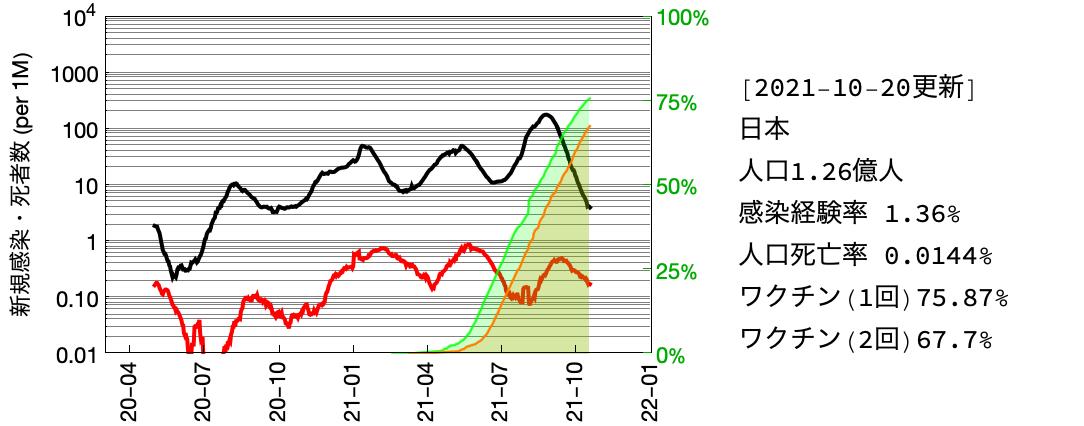 新規感染・死者数 (per 1M)
10^4
1000
100
10
1
0.10
0.01
100%
75%
50%
25%
0%
20-04
20-07
20-10
21-01
21-04
21-07
21-10
22-01
[2021-10-20更新]
日本
人口1.26億人
感染経験率 1.36%
人口死亡率 0.0144%
ワクチン(1回)75.87%
ワクチン(2回)67.7%